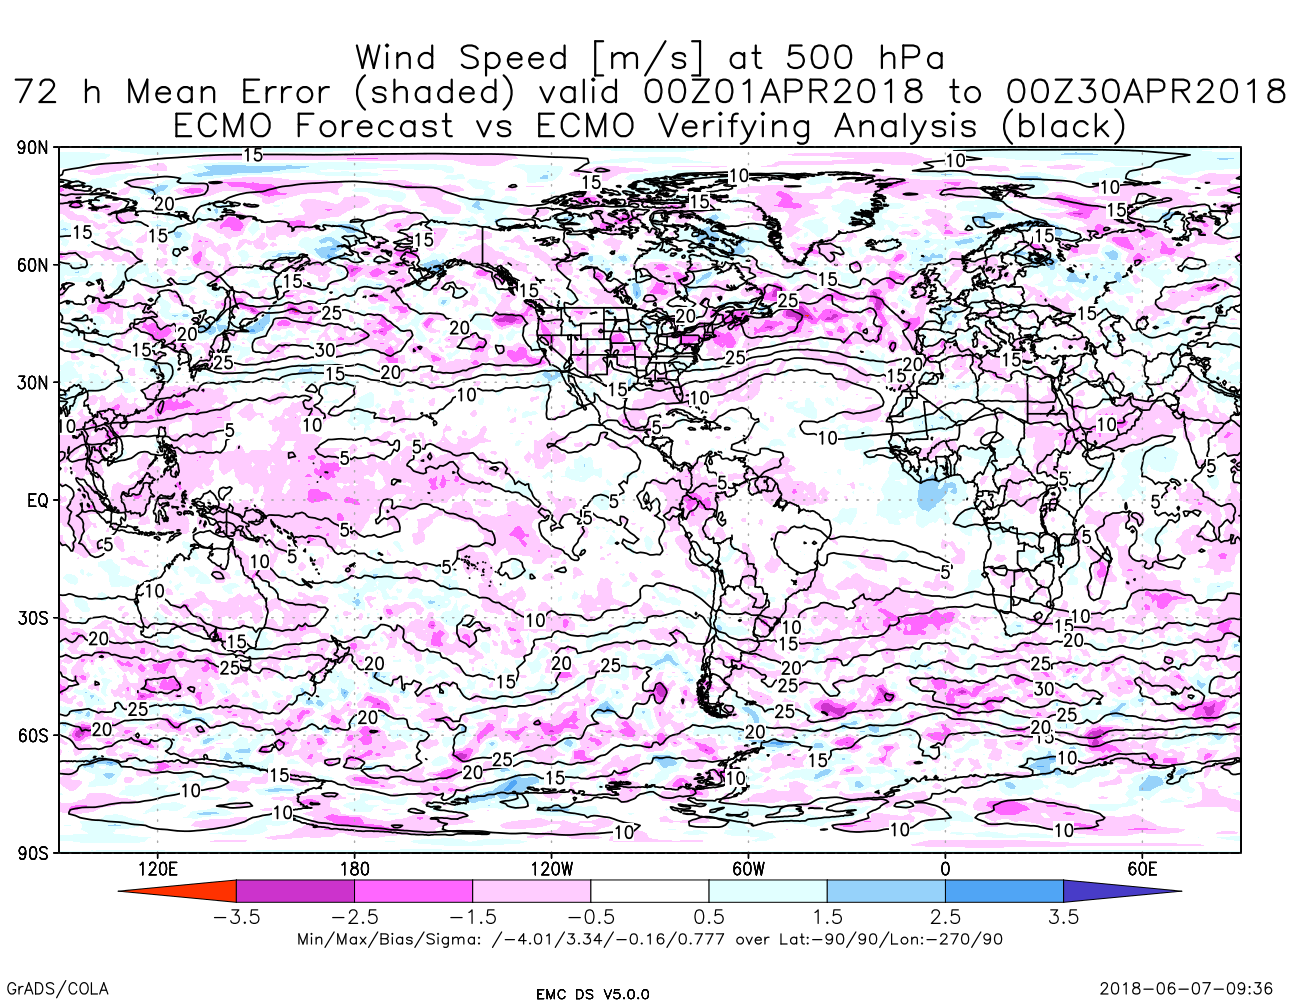 Wind Speed [m/s] at 500 hPa
72 h Mean Error (shaded) valid 00Z01APR2018 to 00Z30APR2018
ECMO Forecast vs ECMO Verifying Analysis (black)
90N
60N
30N
EQ
30S
60S
90S
120E 180 120W 60W 0 60E
-3.5 -2.5 -1.5 -0.5 0.5 1.5 2.5 3.5
Min/Max/Bias/Sigma: /-4.01/3.34/-0.16/0.777 over Lat:-90/90/Lon:-270/90
GrADS/COLA
EMC DS V5.0.0
2018-06-07-09:36